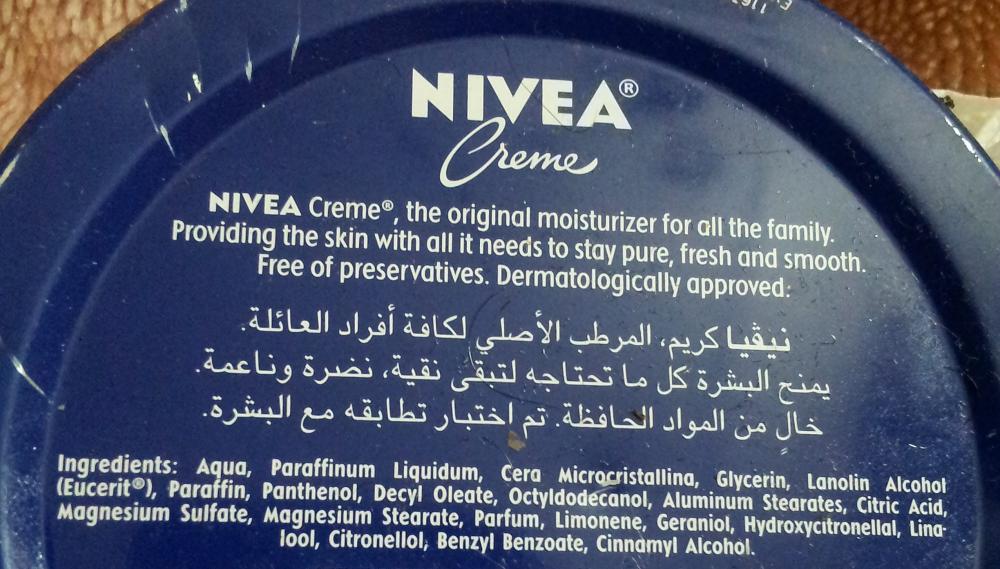 NIVEA®
Creme
NIVEA Creme®, the original moisturizer for all the family.
Providing the skin with all it needs to stay pure, fresh and smooth.
Free of preservatives. Dermatologically approved:
نيڤيا كريم، المرطب الأصلي لكافة أفراد العائلة.
يمنح البشرة كل ما تحتاجه لتبقى نقية، نضرة وناعمة.
خال من المواد الحافظة. تم اختبار تطابقه مع البشرة.
Ingredients: Aqua, Paraffinum Liquidum, Cera Microcristallina, Glycerin, Lanolin Alcohol
(Eucerit®), Paraffin, Panthenol, Decyl Oleate, Octyldodecanol, Aluminum Stearates, Citric Acid,
Magnesium Sulfate, Magnesium Stearate, Parfum, Limonene, Geraniol, Hydroxycitronellal, Lina-
lool, Citronellol, Benzyl Benzoate, Cinnamyl Alcohol.